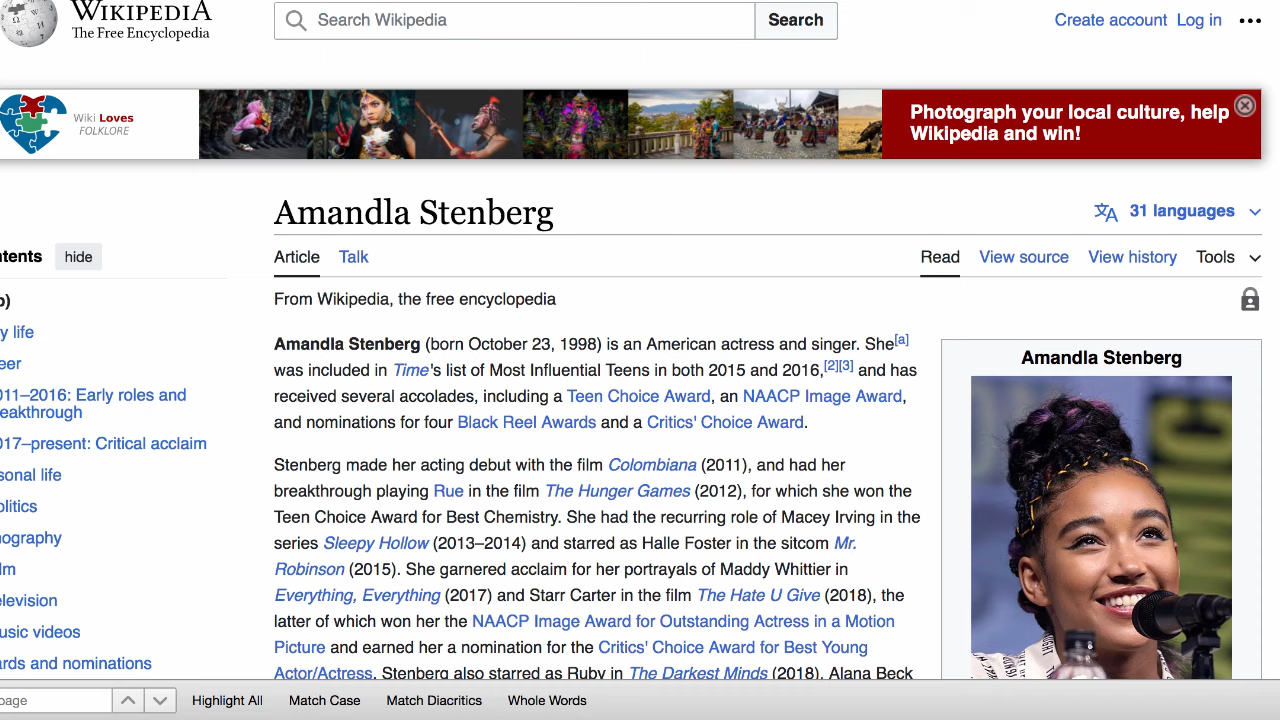 WIKIPEDIA
The Free Encyclopedia
Search Wikipedia
Search
Create account Log in
Wiki Loves
FOLKLORE
Photograph your local culture, help
Wikipedia and win!
Amandla Stenberg
31 languages
ntents hide
Article Talk
Read View source View history Tools
p)
From Wikipedia, the free encyclopedia
y life
eer
011–2016: Early roles and
eakthrough
017–present: Critical acclaim
sonal life
olitics
nography
lm
elevision
usic videos
ards and nominations
Amandla Stenberg (born October 23, 1998) is an American actress and singer. She[a]
was included in Time's list of Most Influential Teens in both 2015 and 2016,[2][3] and has
received several accolades, including a Teen Choice Award, an NAACP Image Award,
and nominations for four Black Reel Awards and a Critics' Choice Award.
Stenberg made her acting debut with the film Colombiana (2011), and had her
breakthrough playing Rue in the film The Hunger Games (2012), for which she won the
Teen Choice Award for Best Chemistry. She had the recurring role of Macey Irving in the
series Sleepy Hollow (2013–2014) and starred as Halle Foster in the sitcom Mr.
Robinson (2015). She garnered acclaim for her portrayals of Maddy Whittier in
Everything, Everything (2017) and Starr Carter in the film The Hate U Give (2018), the
latter of which won her the NAACP Image Award for Outstanding Actress in a Motion
Picture and earned her a nomination for the Critics' Choice Award for Best Young
Actor/Actress. Stenberg also starred as Ruby in The Darkest Minds (2018), Alana Beck
Amandla Stenberg
page
Highlight All Match Case Match Diacritics Whole Words